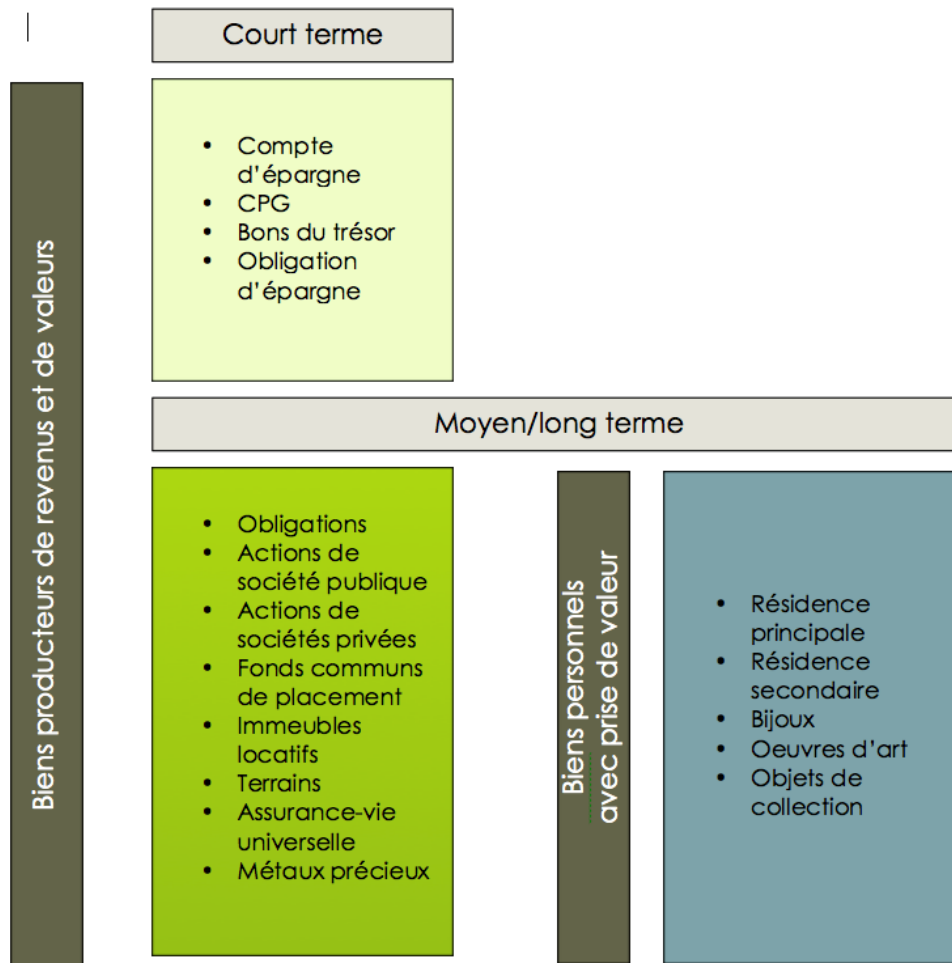 Court terme
Biens producteurs de revenus et de valeurs
• Compte
d'épargne
• CPG
• Bons du trésor
• Obligation
d'épargne
Moyen/long terme
• Obligations
• Actions de
société publique
• Actions de
sociétés privées
• Fonds communs
de placement
• Immeubles
locatifs
• Terrains
• Assurance-vie
universelle
• Métaux précieux
Biens personnels
avec prise de valeur
• Résidence
principale
• Résidence
secondaire
• Bijoux
• Oeuvres d'art
• Objets de
collection